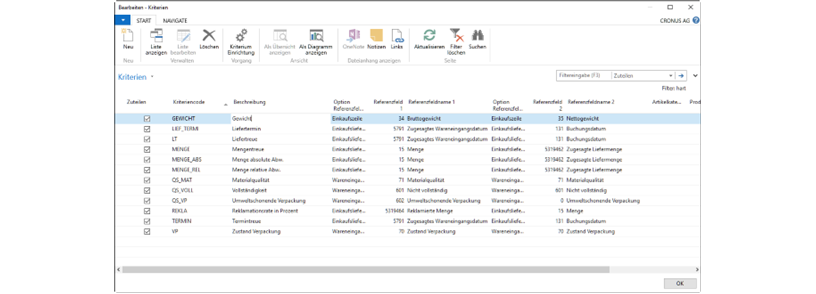 Bearbeiten - Kriterien
START NAVIGATE CRONUS AG
Neu Liste anzeigen Liste bearbeiten Löschen Kriterium Einrichtung Als Übersicht anzeigen Als Diagramm anzeigen OneNote Notizen Links Aktualisieren Filter löschen Suchen
Neu Verwalten Vorgang Ansicht Dateianhang anzeigen Seite
Kriterien Filtereingabe (F3) Zuteilen
Filtern hart
Zuteilen Kriteriencode Beschreibung Option Referenzfel... Referenzfeld 1 Referenzfeldname 1 Option Referenzfel... Referenzfeld 2 Referenzfeldname 2 Artikelkate... Prod
GEWICHT Gewicht Einkaufszeile 34 Bruttogewicht Einkaufszeile 35 Nettogewicht
LIEF_TERMI Liefertermin Einkaufsliefe... 5791 Zugesagtes Wareneingangsdatum Einkaufsliefe... 131 Buchungsdatum
LT Liefertreue Einkaufsliefe... 5791 Zugesagtes Wareneingangsdatum Einkaufsliefe... 131 Buchungsdatum
MENGE Mengentreue Einkaufsliefe... 15 Menge Einkaufsliefe... 5319462 Zugesagte Liefermenge
MENGE_ABS Menge absolute Abw. Einkaufsliefe... 15 Menge Einkaufsliefe... 5319462 Zugesagte Liefermenge
MENGE_REL Menge relative Abw. Einkaufsliefe... 15 Menge Einkaufsliefe... 5319462 Zugesagte Liefermenge
QS_MAT Materialqualität Wareneinga... 71 Materialqualität Wareneinga... 71 Materialqualität
QS_VOLL Vollständigkeit Wareneinga... 601 Nicht vollständig Wareneinga... 601 Nicht vollständig
QS_VP Umweltschonende Verpackung Wareneinga... 602 Umweltschonende Verpackung Wareneinga... 0 Umweltschonende Verpackung
REKLA Reklamationsrate in Prozent Einkaufsliefe... 5319464 Reklamierte Menge Einkaufsliefe... 15 Menge
TERMIN Termintreue Einkaufsliefe... 5791 Zugesagtes Wareneingangsdatum Einkaufsliefe... 131 Buchungsdatum
VP Zustand Verpackung Wareneinga... 70 Zustand Verpackung Wareneinga... 70 Zustand Verpackung
OK